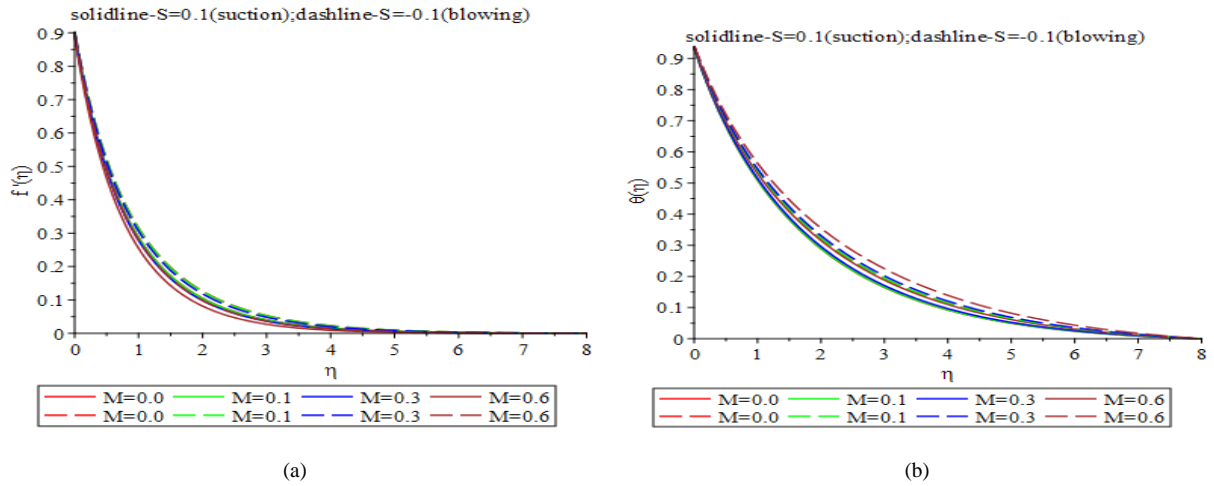 solidline-S=0.1(suction);dashline-S=-0.1(blowing)
0.9
0.8
0.7
0.6
0.5
0.4
0.3
0.2
0.1
0
f'(η)
0 1 2 3 4 5 6 7 8
η
M=0.0 M=0.1 M=0.3 M=0.6
M=0.0 M=0.1 M=0.3 M=0.6
(a)
solidline-S=0.1(suction);dashline-S=-0.1(blowing)
0.9
0.8
0.7
0.6
0.5
0.4
0.3
0.2
0.1
0
θ(η)
0 1 2 3 4 5 6 7 8
η
M=0.0 M=0.1 M=0.3 M=0.6
M=0.0 M=0.1 M=0.3 M=0.6
(b)